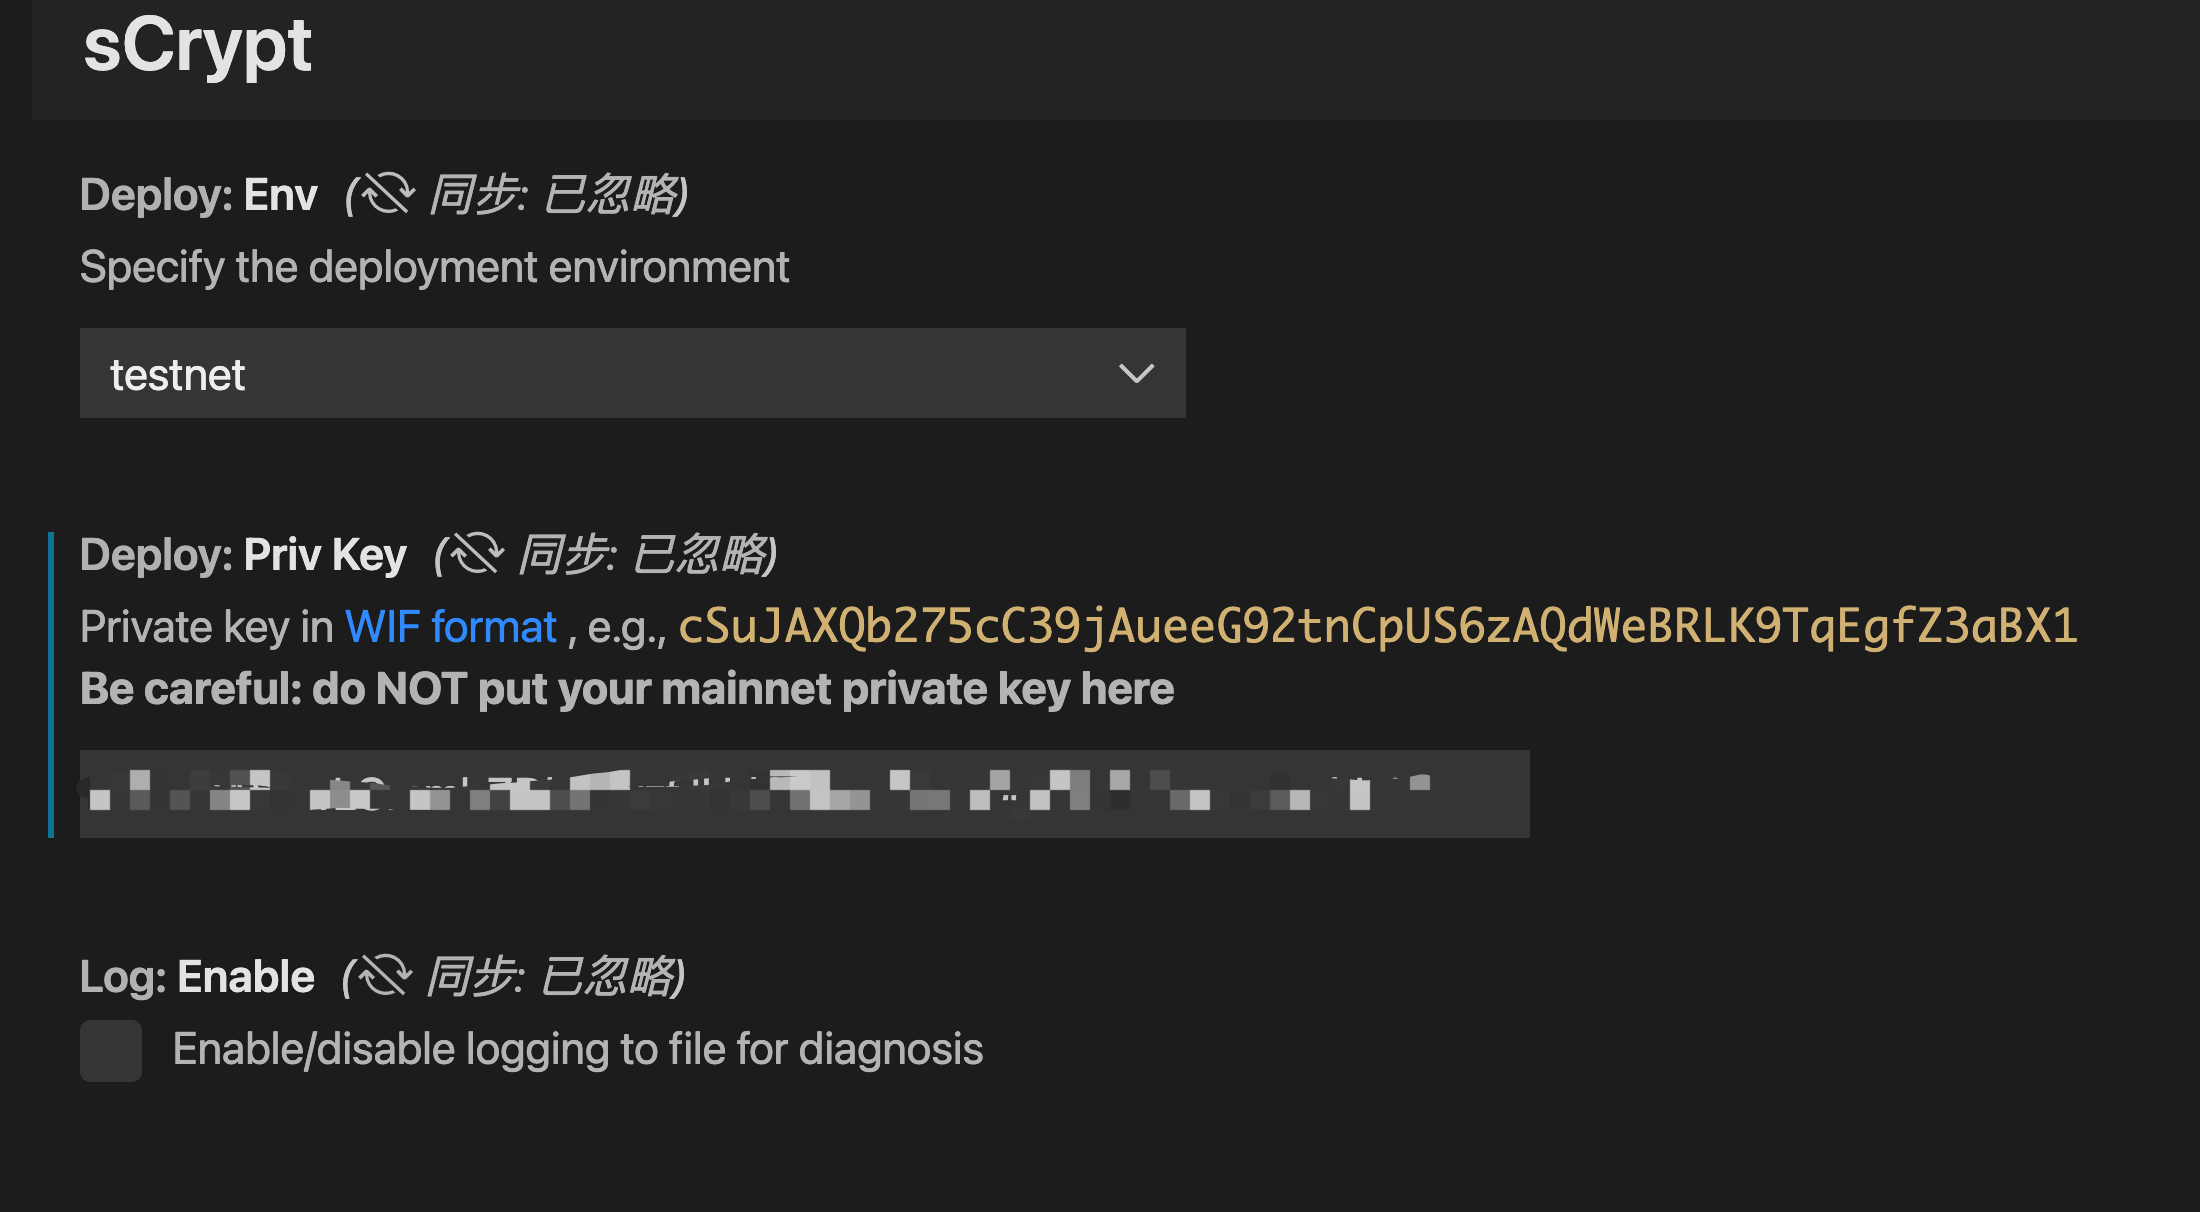 sCrypt
Deploy: Env (同步: 已忽略)
Specify the deployment environment
testnet
Deploy: Priv Key (同步: 已忽略)
Private key in WIF format , e.g., cSuJAXQb275cC39jAueeG92tnCpUS6zAQdWeBRLK9TqEgfZ3aBX1
Be careful: do NOT put your mainnet private key here
Log: Enable (同步: 已忽略)
Enable/disable logging to file for diagnosis